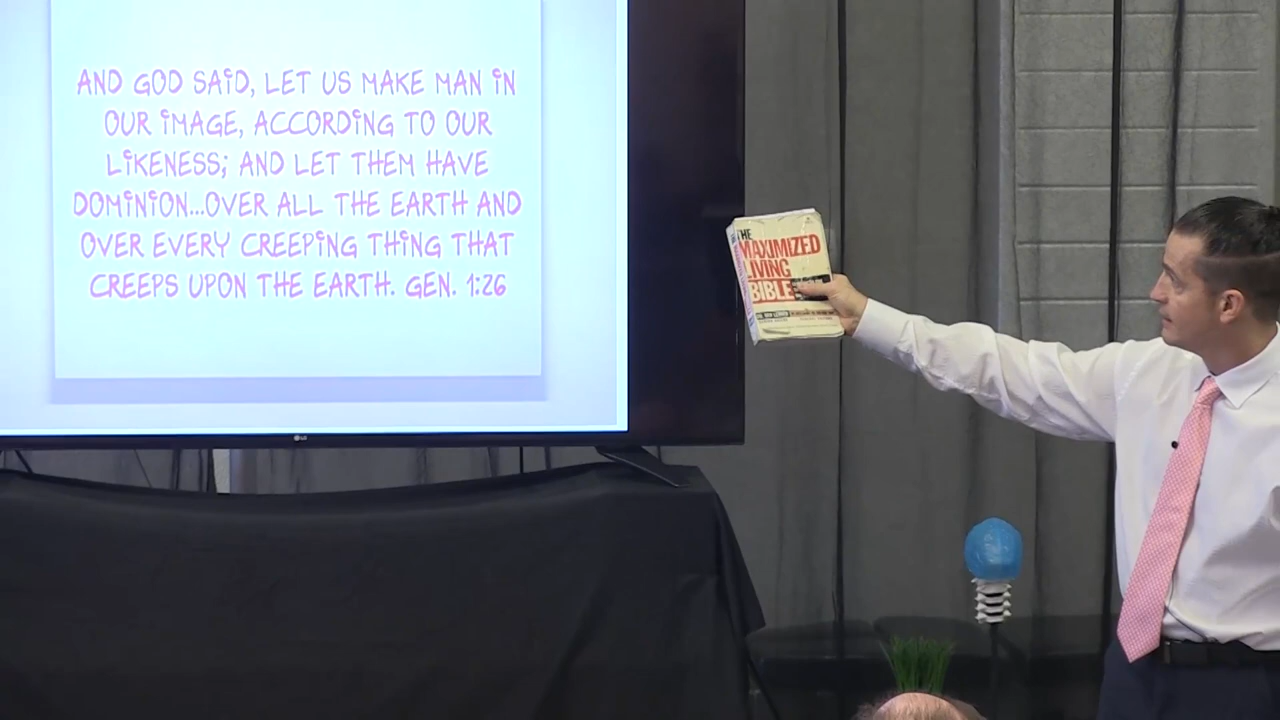 AND GOD SAID, LET US MAKE MAN IN
OUR IMAGE, ACCORDING TO OUR
LIKENESS; AND LET THEM HAVE
DOMINION...OVER ALL THE EARTH AND
OVER EVERY CREEPING THING THAT
CREEPS UPON THE EARTH. GEN. 1:26
THE
MAXIMIZED
LIVING
BIBLE
LG